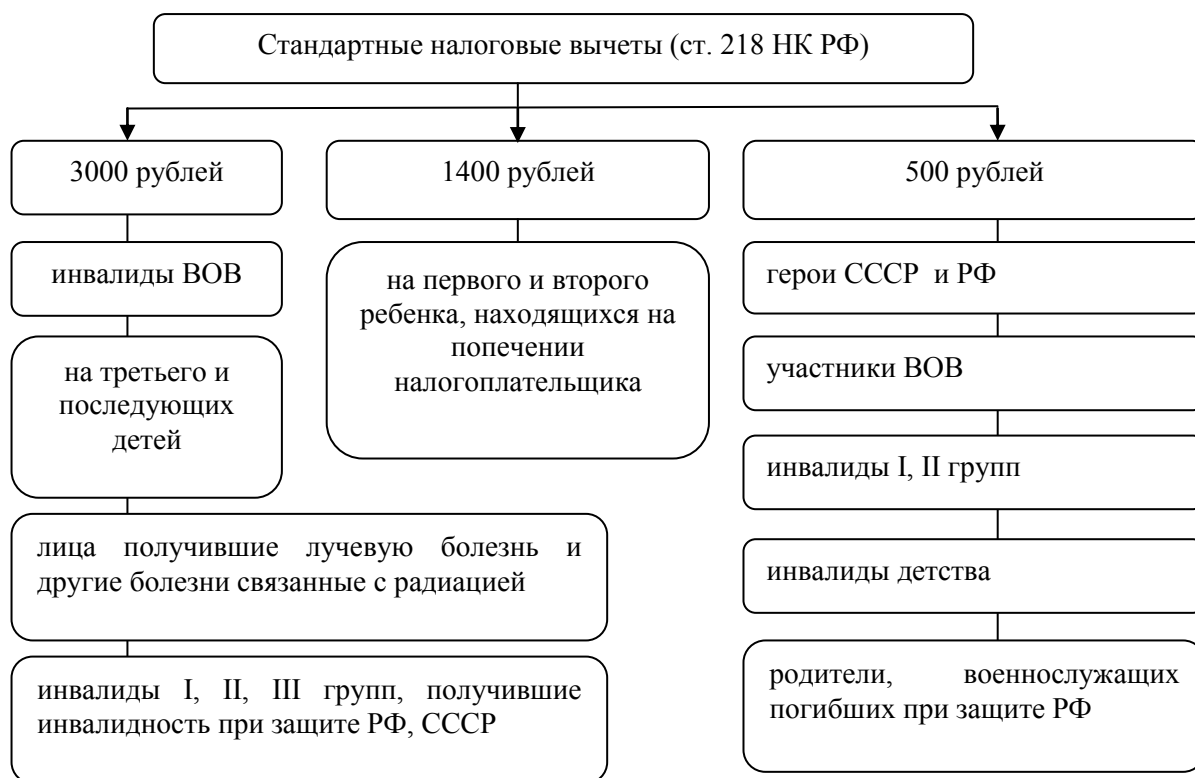 Стандартные налоговые вычеты (ст. 218 НК РФ)
3000 рублей
инвалиды ВОВ
на третьего и
последующих
детей
лица получившие лучевую болезнь и
другие болезни связанные с радиацией
инвалиды I, II, III групп, получившие
инвалидность при защите РФ, СССР
1400 рублей
на первого и второго
ребенка, находящихся на
попечении
налогоплательщика
500 рублей
герои СССР и РФ
участники ВОВ
инвалиды I, II групп
инвалиды детства
родители, военнослужащих
погибших при защите РФ